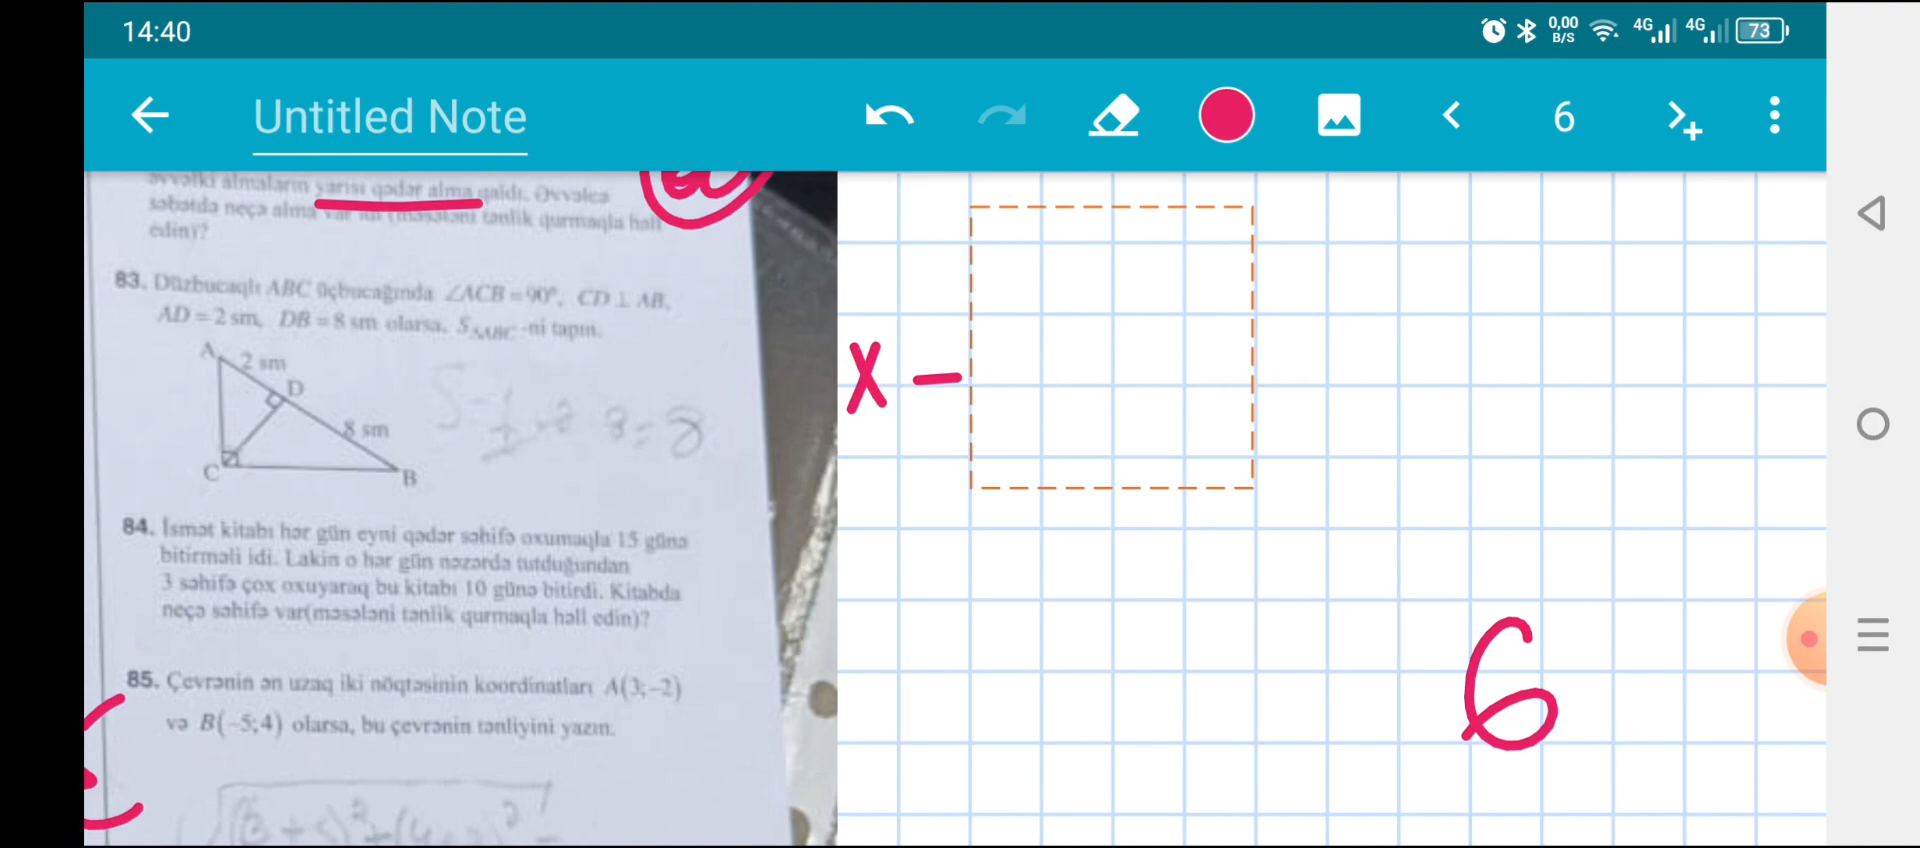 14:40
0,00 B/S 4G 4G 73
Untitled Note
6
əvvəlki almaların yarısı qədər alma qaldı. Əvvəlcə
səbətdə neçə alma var idi (məsələni tənlik qurmaqla həll
edin)?
83. Düzbucaqlı ABC üçbucağında ∠ACB = 90°, CD ⊥ AB,
AD = 2 sm, DB = 8 sm olarsa, S△ABC -ni tapın.
A
2 sm
D
8 sm
C
B
84. İsmət kitabı hər gün eyni qədər səhifə oxumaqla 15 günə
bitirməli idi. Lakin o hər gün nəzərdə tutduğundan
3 səhifə çox oxuyaraq bu kitabı 10 günə bitirdi. Kitabda
neçə səhifə var(məsələni tənlik qurmaqla həll edin)?
85. Çevrənin ən uzaq iki nöqtəsinin koordinatları A(3;–2)
və B(–5;4) olarsa, bu çevrənin tənliyini yazın.
X –
6